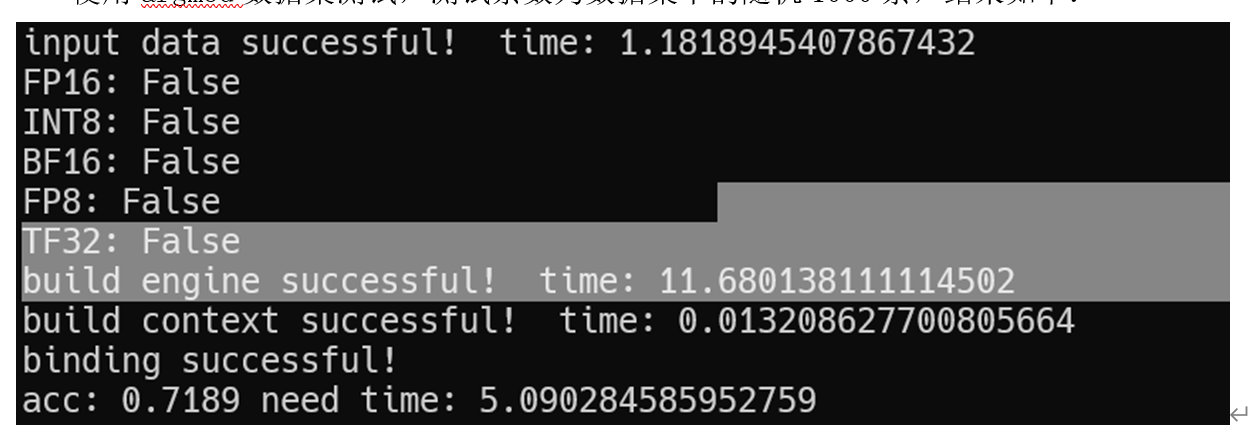 input data successful!  time: 1.1818945407867432
FP16: False
INT8: False
BF16: False
FP8: False
TF32: False
build engine successful!  time: 11.680138111114502
build context successful!  time: 0.013208627700805664
binding successful!
acc: 0.7189 need time: 5.090284585952759